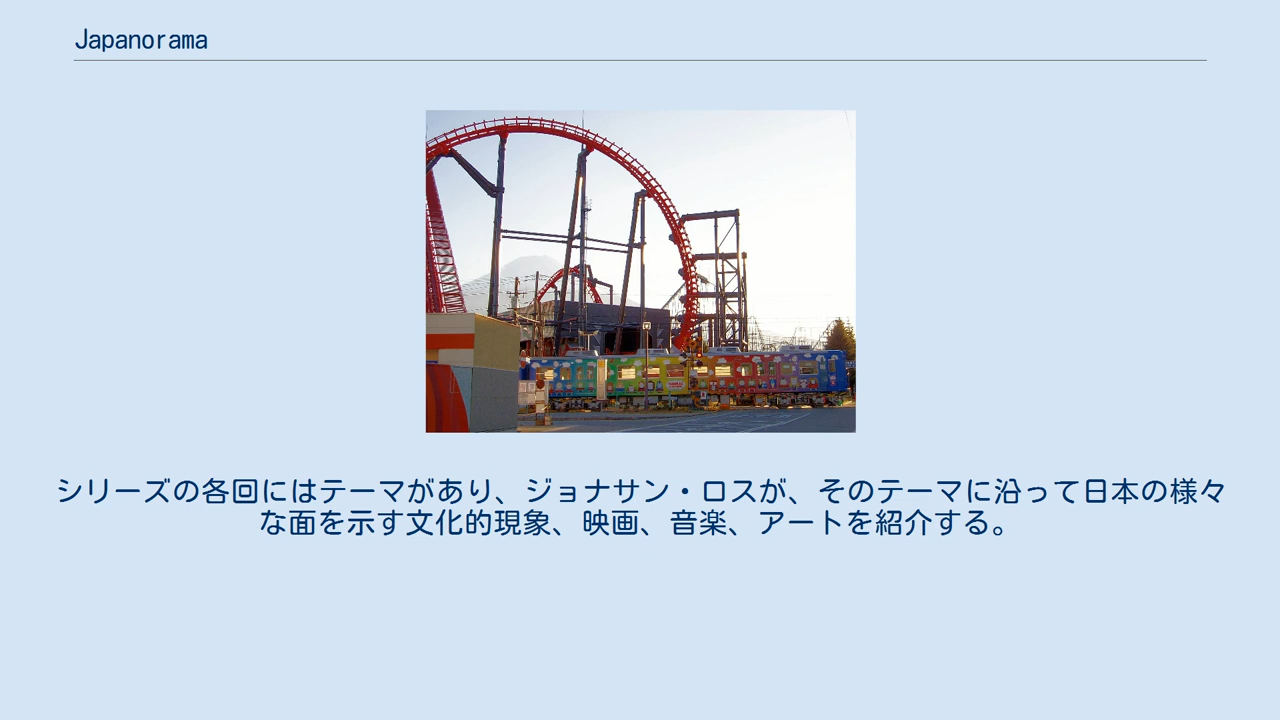 Japanorama
シリーズの各回にはテーマがあり、ジョナサン・ロスが、そのテーマに沿って日本の様々
な面を示す文化的現象、映画、音楽、アートを紹介する。